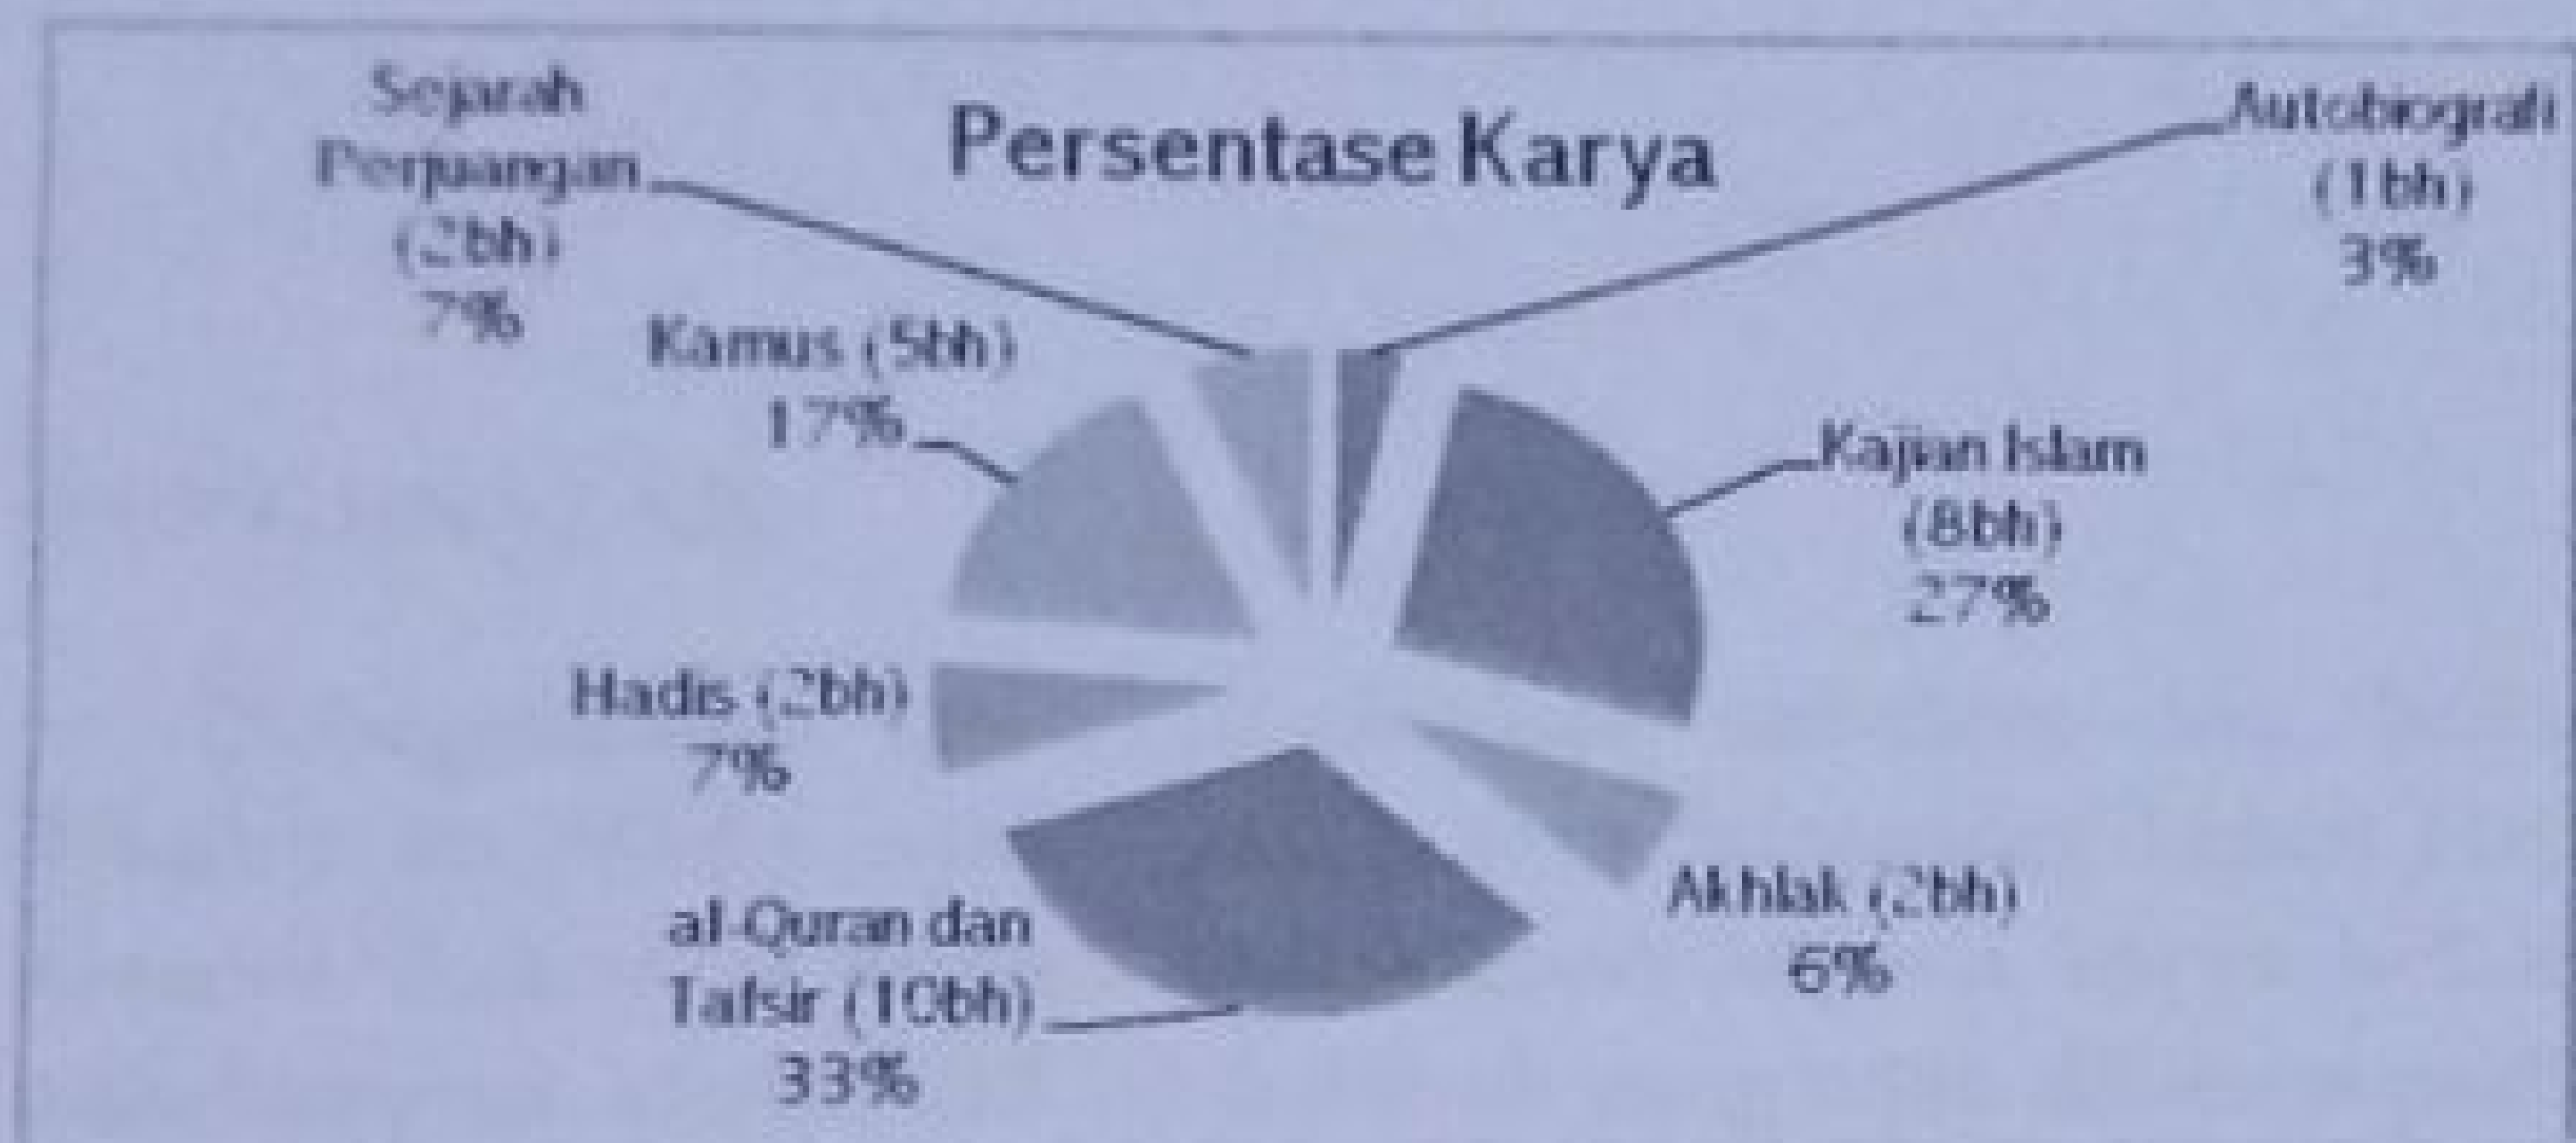 Persentase Karya
Sejarah
Perjuangan
(2bh)
7%
Autobiografi
(1bh)
3%
Kamus (5bh)
17%
Kajian Islam
(8bh)
27%
Hadis (2bh)
7%
Akhlak (2bh)
6%
al-Quran dan
Tafsir (10bh)
33%